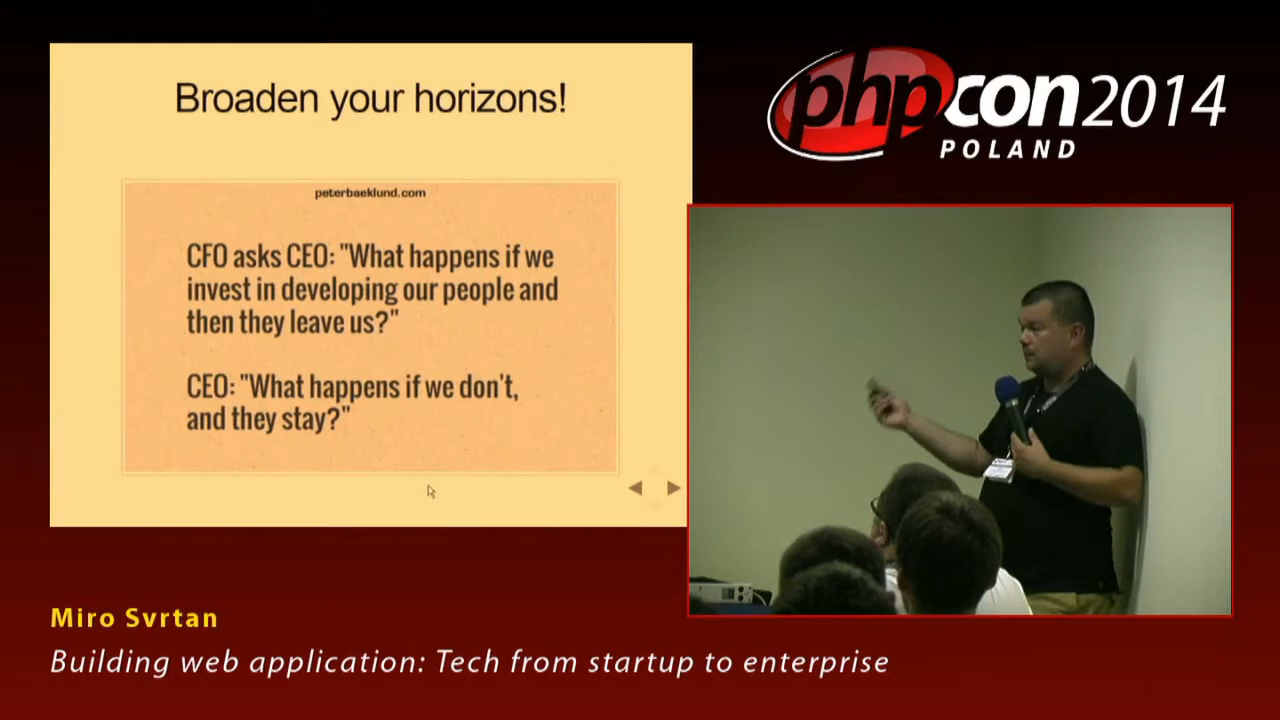 Broaden your horizons!
peterbaeklund.com
CFO asks CEO: "What happens if we
invest in developing our people and
then they leave us?"
CEO: "What happens if we don't,
and they stay?"
phpcon2014
POLAND
Miro Svrtan
Building web application: Tech from startup to enterprise